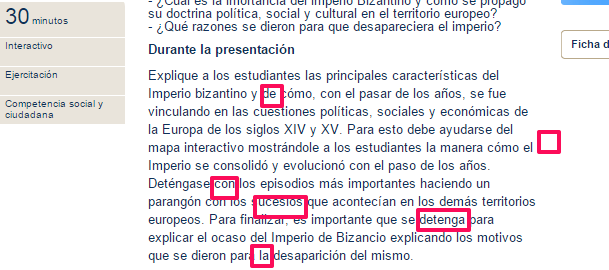 30 minutos
Interactivo
Ejercitación
Competencia social y
ciudadana
- ¿Cuál es la importancia del Imperio Bizantino y cómo se propagó
su doctrina política, social y cultural en el territorio europeo?
- ¿Qué razones se dieron para que desapareciera el imperio?
Durante la presentación
Explique a los estudiantes las principales características del
Imperio bizantino y de cómo, con el pasar de los años, se fue
vinculando en las cuestiones políticas, sociales y económicas de
la Europa de los siglos XIV y XV. Para esto debe ayudarse del
mapa interactivo mostrándole a los estudiantes la manera cómo el
Imperio se consolidó y evolucionó con el paso de los años.
Deténgase con los episodios más importantes haciendo un
parangón con los sucesios que acontecían en los demás territorios
europeos. Para finalizar, es importante que se detenga para
explicar el ocaso del Imperio de Bizancio explicando los motivos
que se dieron para la desaparición del mismo.
Ficha d